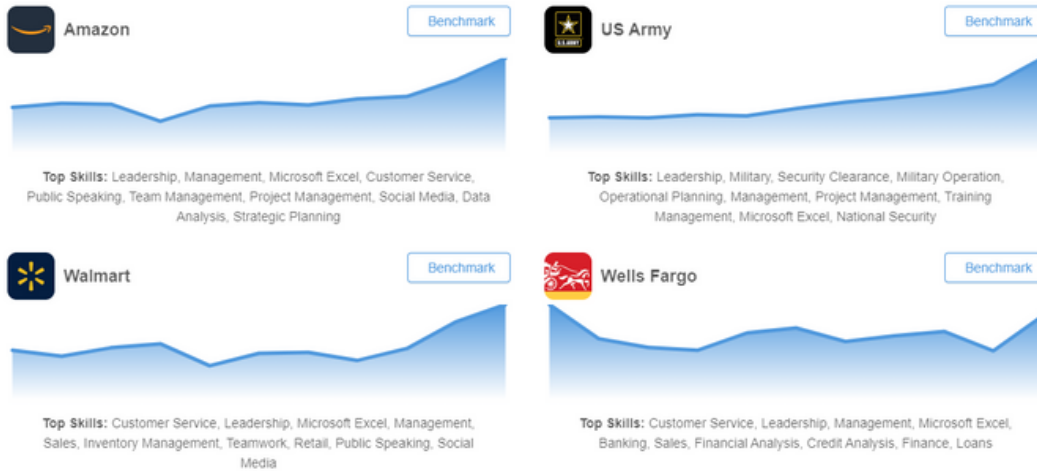 Amazon
Benchmark
Top Skills: Leadership, Management, Microsoft Excel, Customer Service,
Public Speaking, Team Management, Project Management, Social Media, Data
Analysis, Strategic Planning
U.S.ARMY
US Army
Benchmark
Top Skills: Leadership, Military, Security Clearance, Military Operation,
Operational Planning, Management, Project Management, Training
Management, Microsoft Excel, National Security
Walmart
Benchmark
Top Skills: Customer Service, Leadership, Microsoft Excel, Management,
Sales, Inventory Management, Teamwork, Retail, Public Speaking, Social
Media
Wells Fargo
Benchmark
Top Skills: Customer Service, Leadership, Management, Microsoft Excel,
Banking, Sales, Financial Analysis, Credit Analysis, Finance, Loans